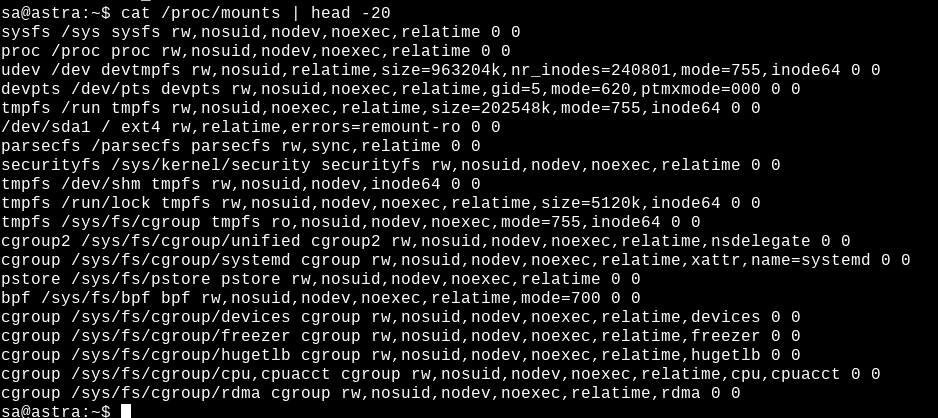 sa@astra:~$ cat /proc/mounts | head -20
sysfs /sys sysfs rw,nosuid,nodev,noexec,relatime 0 0
proc /proc proc rw,nosuid,nodev,noexec,relatime 0 0
udev /dev devtmpfs rw,nosuid,relatime,size=963204k,nr_inodes=240801,mode=755,inode64 0 0
devpts /dev/pts devpts rw,nosuid,noexec,relatime,gid=5,mode=620,ptmxmode=000 0 0
tmpfs /run tmpfs rw,nosuid,noexec,relatime,size=202548k,mode=755,inode64 0 0
/dev/sda1 / ext4 rw,relatime,errors=remount-ro 0 0
parsecfs /parsecfs parsecfs rw,sync,relatime 0 0
securityfs /sys/kernel/security securityfs rw,nosuid,nodev,noexec,relatime 0 0
tmpfs /dev/shm tmpfs rw,nosuid,nodev,inode64 0 0
tmpfs /run/lock tmpfs rw,nosuid,nodev,noexec,relatime,size=5120k,inode64 0 0
tmpfs /sys/fs/cgroup tmpfs ro,nosuid,nodev,noexec,mode=755,inode64 0 0
cgroup2 /sys/fs/cgroup/unified cgroup2 rw,nosuid,nodev,noexec,relatime,nsdelegate 0 0
cgroup /sys/fs/cgroup/systemd cgroup rw,nosuid,nodev,noexec,relatime,xattr,name=systemd 0 0
pstore /sys/fs/pstore pstore rw,nosuid,nodev,noexec,relatime 0 0
bpf /sys/fs/bpf bpf rw,nosuid,nodev,noexec,relatime,mode=700 0 0
cgroup /sys/fs/cgroup/devices cgroup rw,nosuid,nodev,noexec,relatime,devices 0 0
cgroup /sys/fs/cgroup/freezer cgroup rw,nosuid,nodev,noexec,relatime,freezer 0 0
cgroup /sys/fs/cgroup/hugetlb cgroup rw,nosuid,nodev,noexec,relatime,hugetlb 0 0
cgroup /sys/fs/cgroup/cpu,cpuacct cgroup rw,nosuid,nodev,noexec,relatime,cpu,cpuacct 0 0
cgroup /sys/fs/cgroup/rdma cgroup rw,nosuid,nodev,noexec,relatime,rdma 0 0
sa@astra:~$